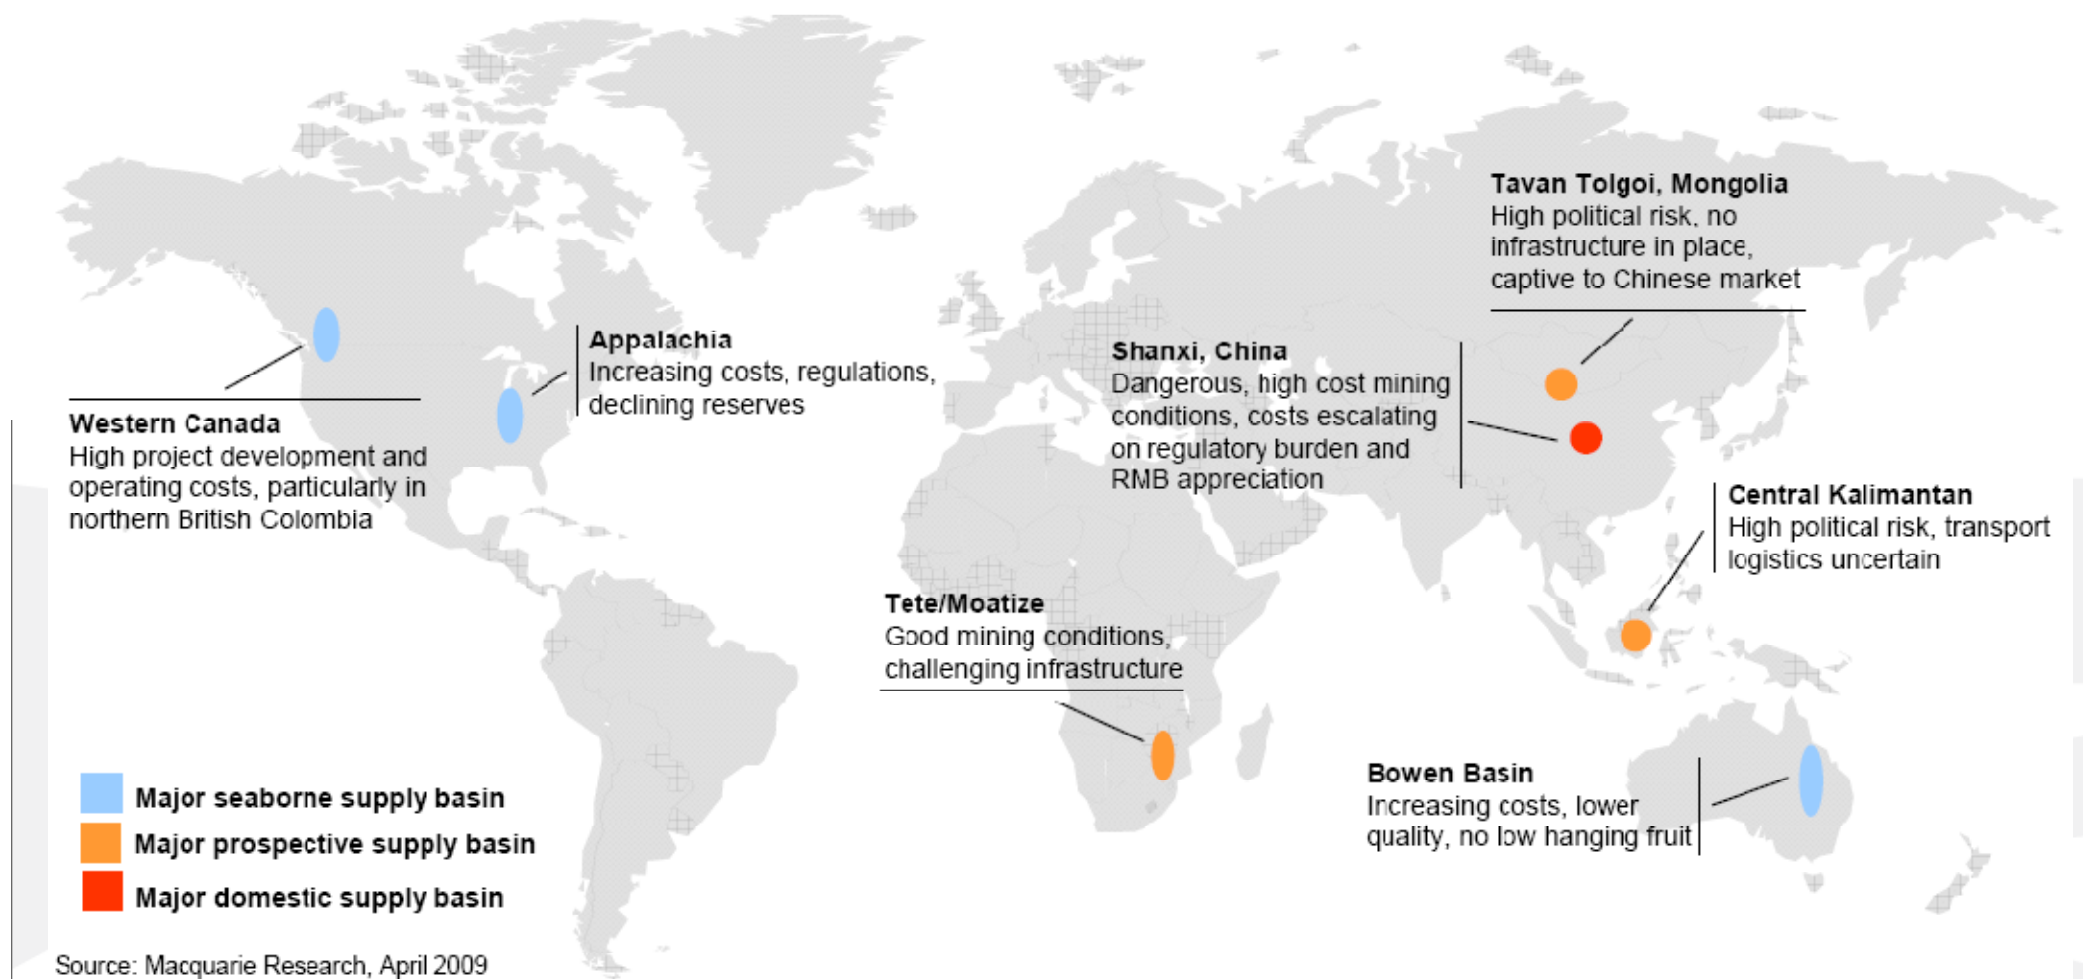 Tavan Tolgoi, Mongolia
High political risk, no
infrastructure in place,
captive to Chinese market
Appalachia
Increasing costs, regulations,
declining reserves
Shanxi, China
Dangerous, high cost mining
conditions, costs escalating
on regulatory burden and
RMB appreciation
Western Canada
High project development and
operating costs, particularly in
northern British Colombia
Central Kalimantan
High political risk, transport
logistics uncertain
Tete/Moatize
Good mining conditions,
challenging infrastructure
Bowen Basin
Increasing costs, lower
quality, no low hanging fruit
Major seaborne supply basin
Major prospective supply basin
Major domestic supply basin
Source: Macquarie Research, April 2009